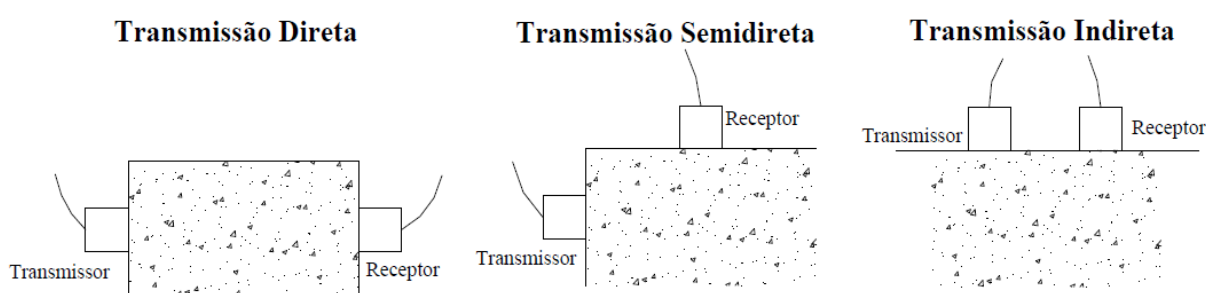 Transmissão Direta
Transmissor
Receptor
Transmissão Semidireta
Receptor
Transmissor
Transmissão Indireta
Transmissor
Receptor